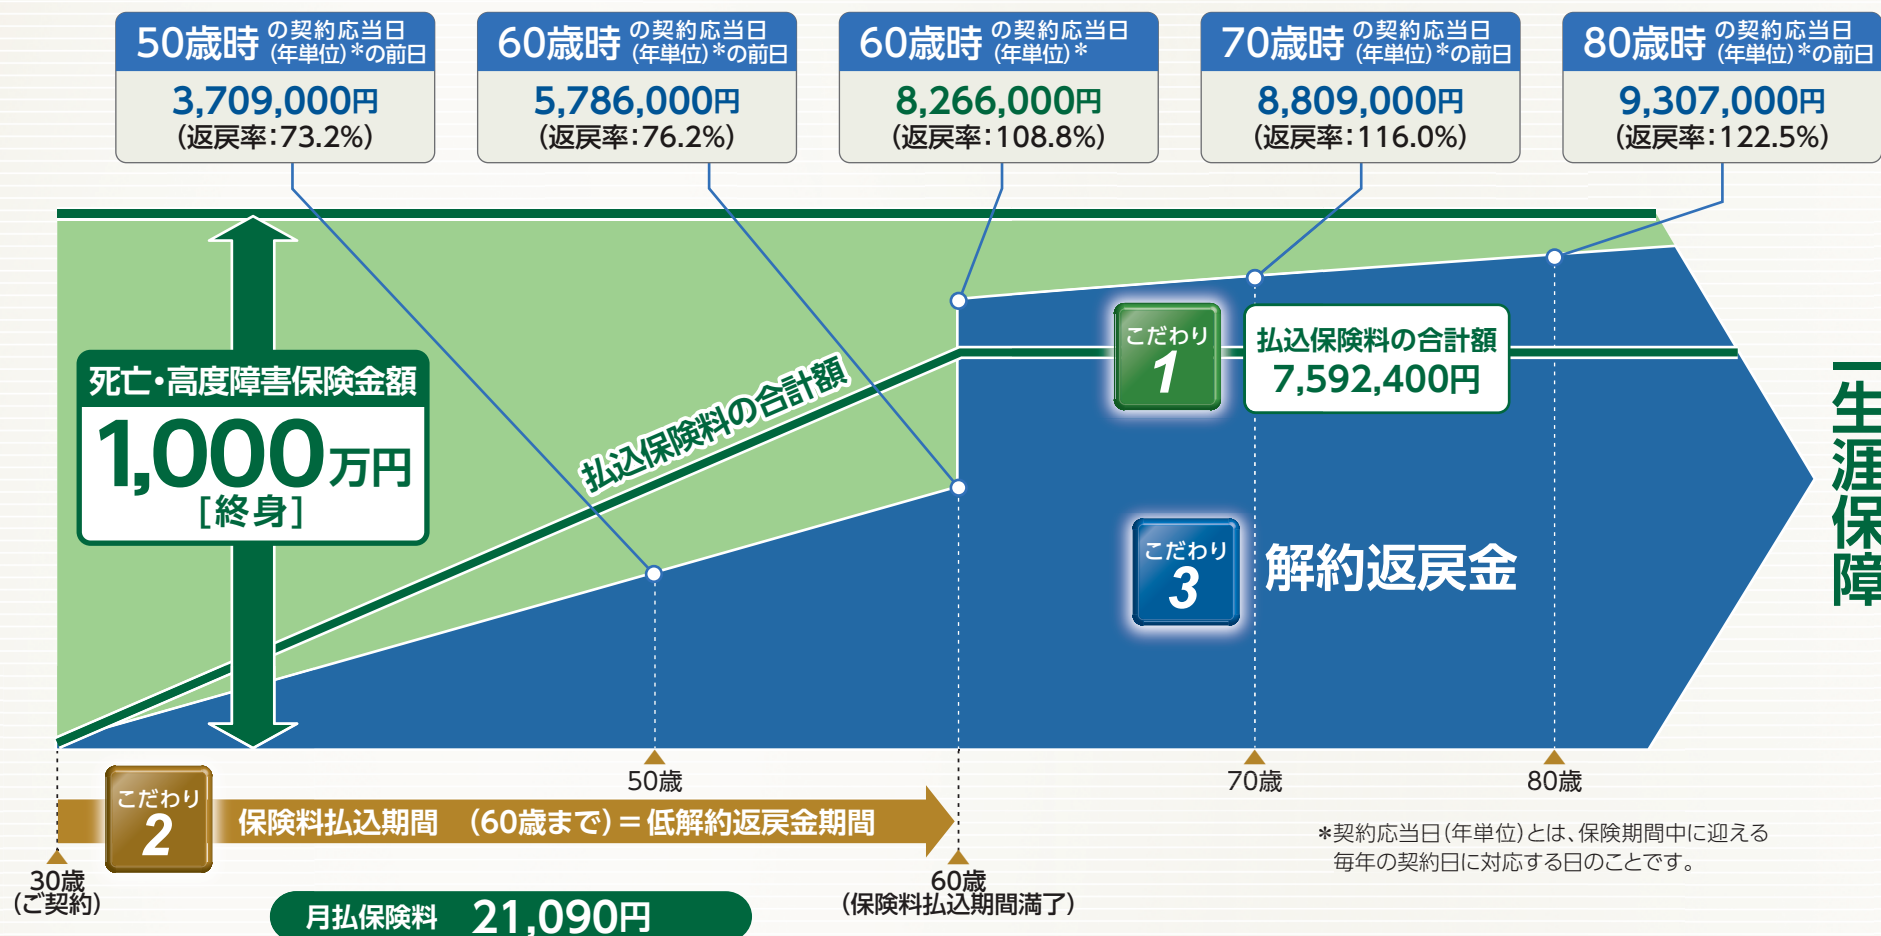 50歳時 の契約応当日
(年単位)*の前日
3,709,000円
(返戻率:73.2%)
60歳時 の契約応当日
(年単位)*の前日
5,786,000円
(返戻率:76.2%)
60歳時 の契約応当日
(年単位)*
8,266,000円
(返戻率:108.8%)
70歳時 の契約応当日
(年単位)*の前日
8,809,000円
(返戻率:116.0%)
80歳時 の契約応当日
(年単位)*の前日
9,307,000円
(返戻率:122.5%)
死亡・高度障害保険金額
1,000万円
[終身]
払込保険料の合計額
こだわり
1
払込保険料の合計額
7,592,400円
こだわり
3
解約返戻金
一生涯保障
50歳
70歳
80歳
こだわり
2
保険料払込期間 (60歳まで)=低解約返戻金期間
30歳
(ご契約)
60歳
(保険料払込期間満了)
*契約応当日(年単位)とは、保険期間中に迎える
毎年の契約日に対応する日のことです。
月払保険料 21,090円